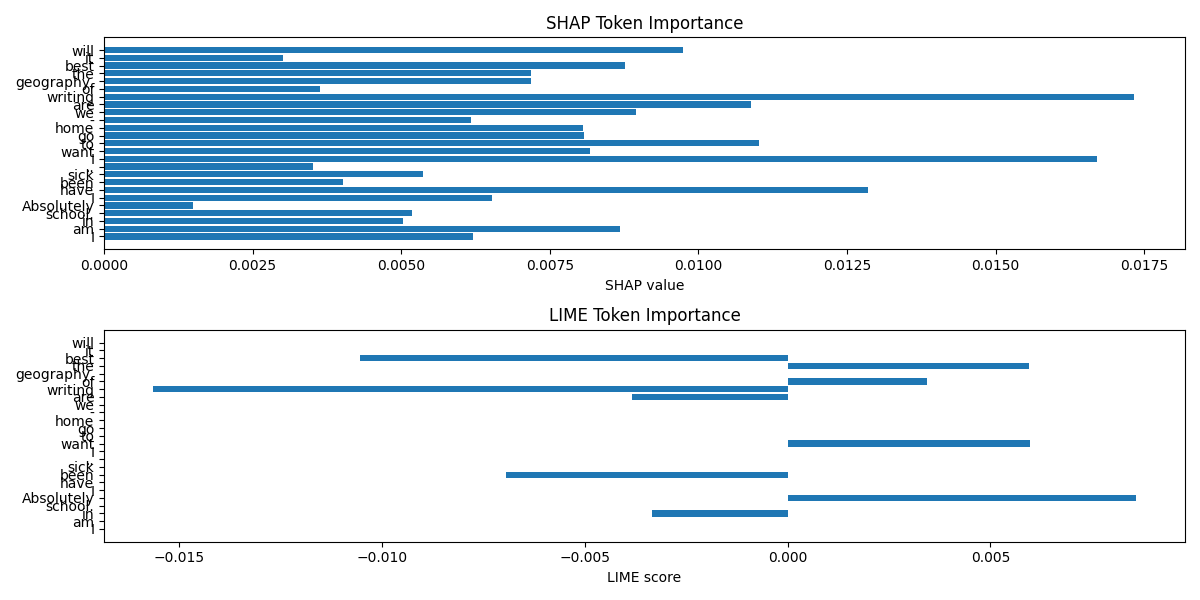 SHAP Token Importance
will
it
best
the
geography.
of
writing
are
we
-
home
go
to
want
I
.
sick
been
have
I
Absolutely
school.
in
am
I
0.0000 0.0025 0.0050 0.0075 0.0100 0.0125 0.0150 0.0175
SHAP value
LIME Token Importance
will
it
best
the
geography.
of
writing
are
we
-
home
go
to
want
I
.
sick
been
have
I
Absolutely
school.
in
am
I
−0.015 −0.010 −0.005 0.000 0.005
LIME score